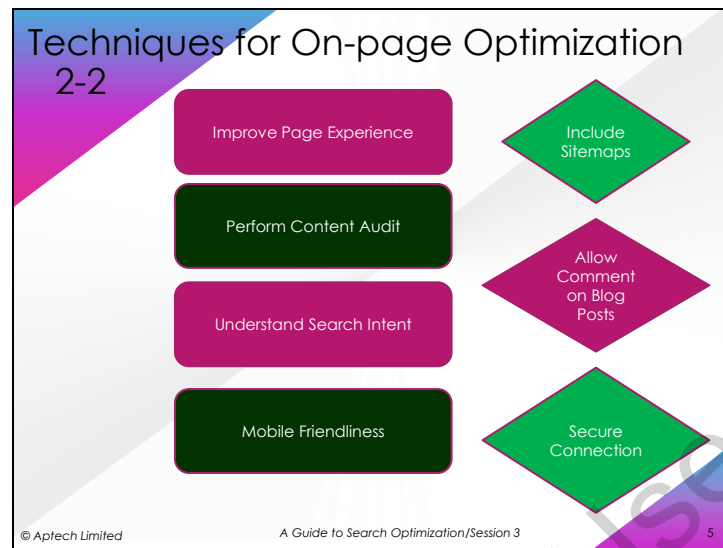 Techniques for On-page Optimization
2-2
Improve Page Experience
Perform Content Audit
Understand Search Intent
Mobile Friendliness
Include
Sitemaps
Allow
Comment
on Blog
Posts
Secure
Connection
© Aptech Limited
A Guide to Search Optimization/Session 3
5